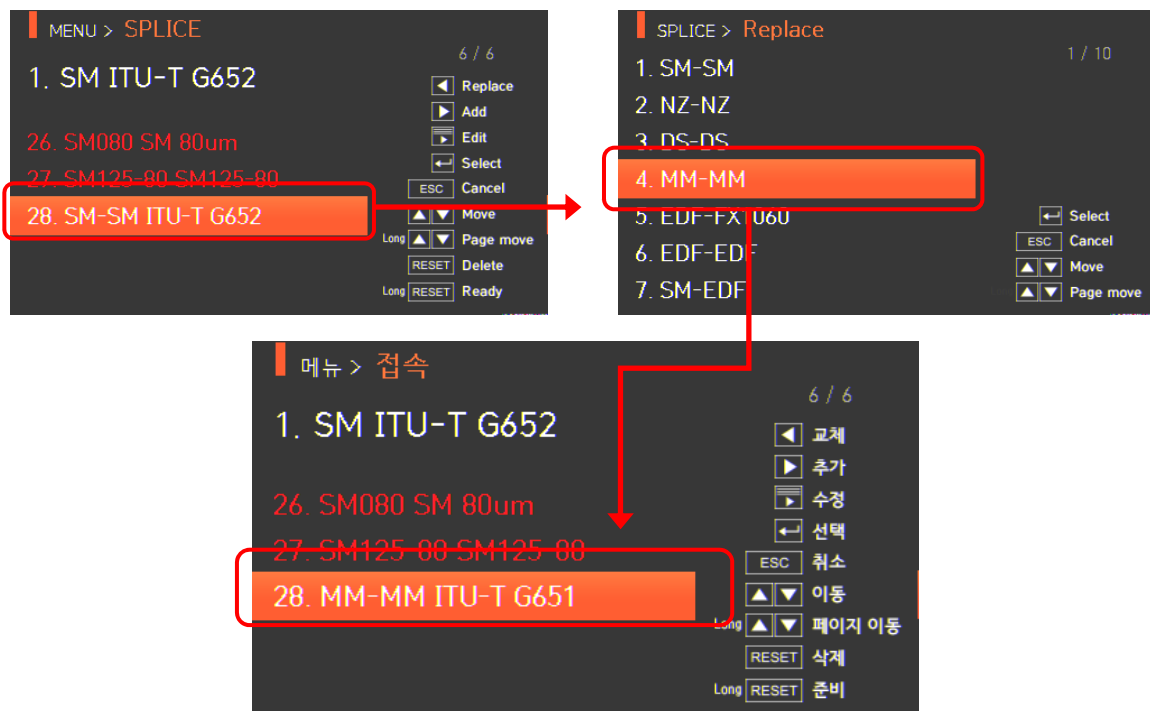 MENU > SPLICE
6 / 6
1. SM ITU-T G652
Replace
Add
26. SM080 SM 80um
Edit
27. SM125-80 SM125-80
Select
ESC Cancel
28. SM-SM ITU-T G652
Move
Long Page move
RESET Delete
Long RESET Ready
SPLICE > Replace
1 / 10
1. SM-SM
2. NZ-NZ
3. DS-DS
4. MM-MM
5. EDF-FX1060
6. EDF-EDF
7. SM-EDF
Select
ESC Cancel
Move
Page move
메뉴 > 접속
6 / 6
1. SM ITU-T G652
교체
추가
26. SM080 SM 80um
수정
선택
27. SM125-80 SM125-80
ESC 취소
28. MM-MM ITU-T G651
이동
Long 페이지 이동
RESET 삭제
Long RESET 준비